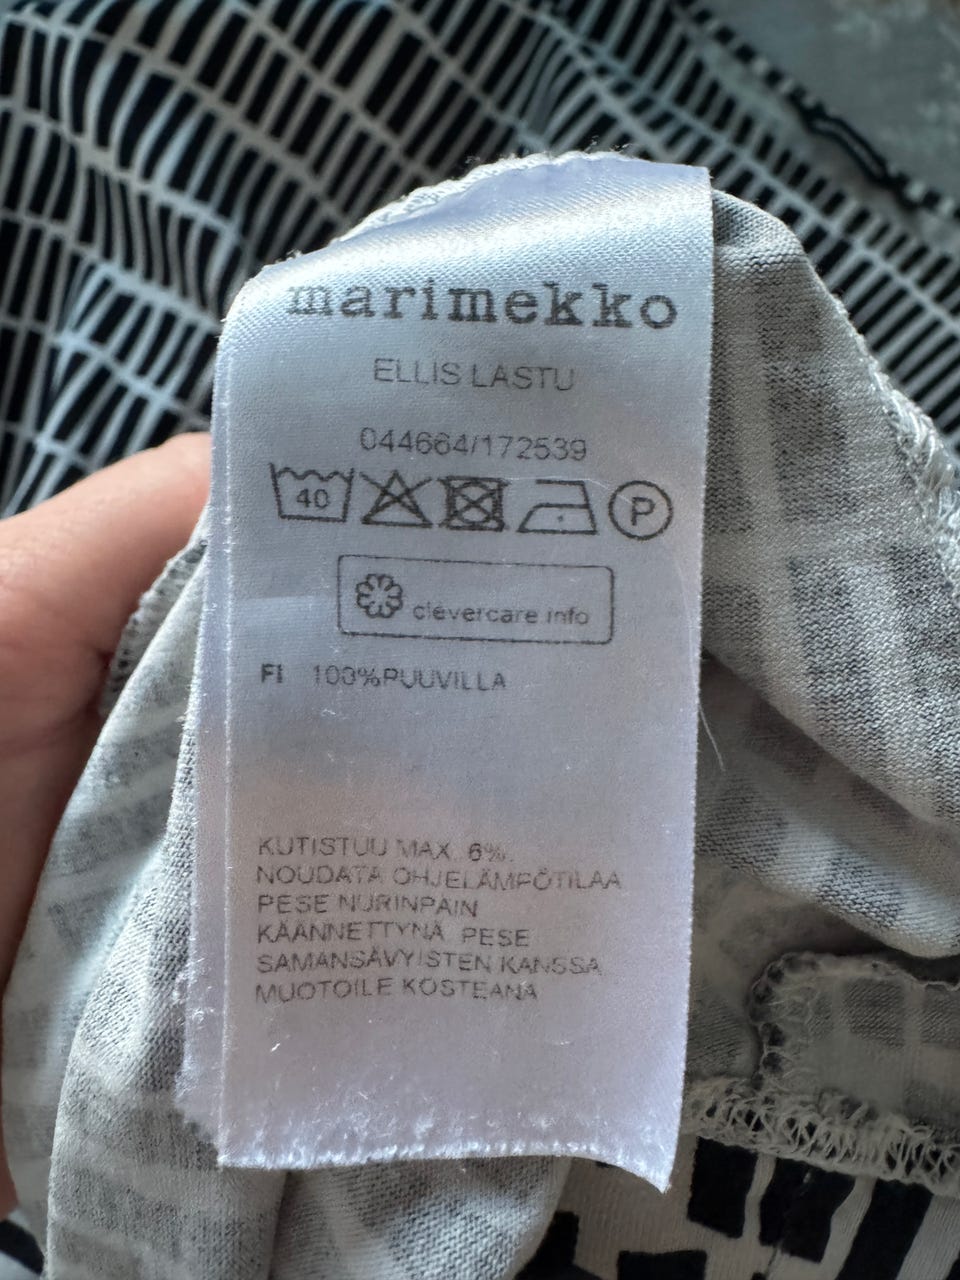 marimekko
ELLIS LASTU
044664/172539
40 P
clevercare.info
FI 100%PUUVILLA
KUTISTUU MAX. 6%.
NOUDATA OHJELÄMPÖTILAA
PESE NURINPÄIN
KÄÄNNETTYNÄ. PESE
SAMANSÄVYISTEN KANSSA
MUOTOILE KOSTEANA